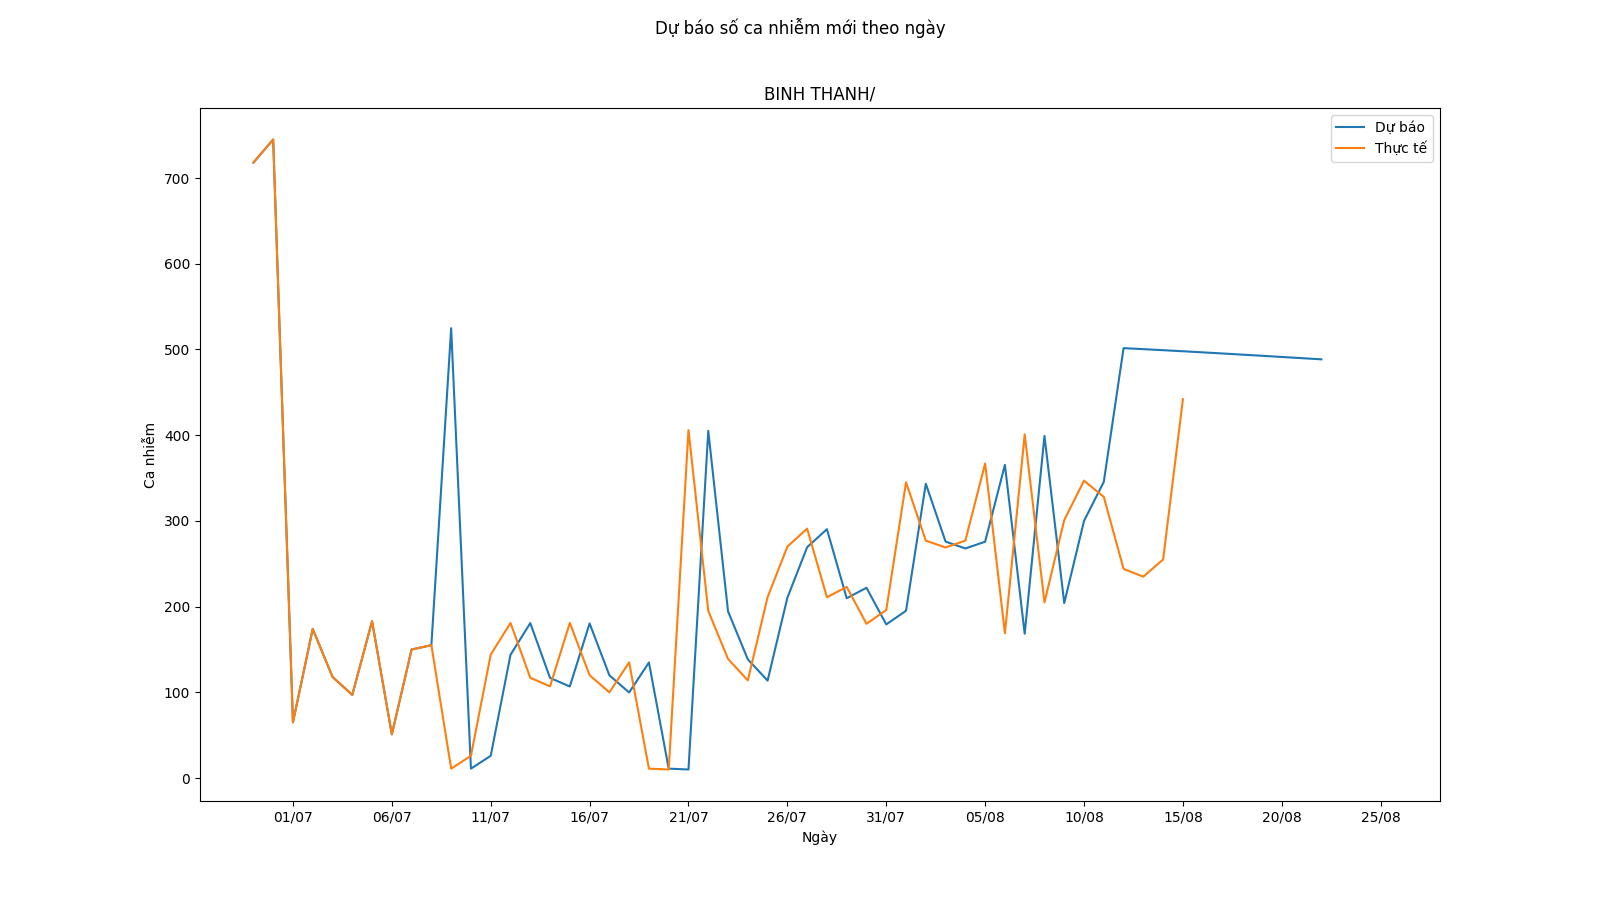 Dự báo số ca nhiễm mới theo ngày
BINH THANH/
Dự báo
Thực tế
700
600
500
400
300
200
100
0
Ca nhiễm
01/07 06/07 11/07 16/07 21/07 26/07 31/07 05/08 10/08 15/08 20/08 25/08
Ngày